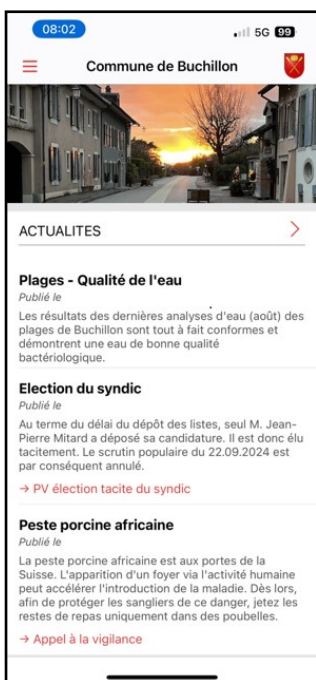 08:02
5G 99
Commune de Buchillon
ACTUALITES
Plages - Qualité de l'eau
Publié le
Les résultats des dernières analyses d'eau (août) des
plages de Buchillon sont tout à fait conformes et
démontrent une eau de bonne qualité
bactériologique.
Election du syndic
Publié le
Au terme du délai du dépôt des listes, seul M. Jean-
Pierre Mitard a déposé sa candidature. Il est donc élu
tacitement. Le scrutin populaire du 22.09.2024 est
par conséquent annulé.
→ PV élection tacite du syndic
Peste porcine africaine
Publié le
La peste porcine africaine est aux portes de la
Suisse. L'apparition d'un foyer via l'activité humaine
peut accélérer l'introduction de la maladie. Dès lors,
afin de protéger les sangliers de ce danger, jetez les
restes de repas uniquement dans des poubelles.
→ Appel à la vigilance